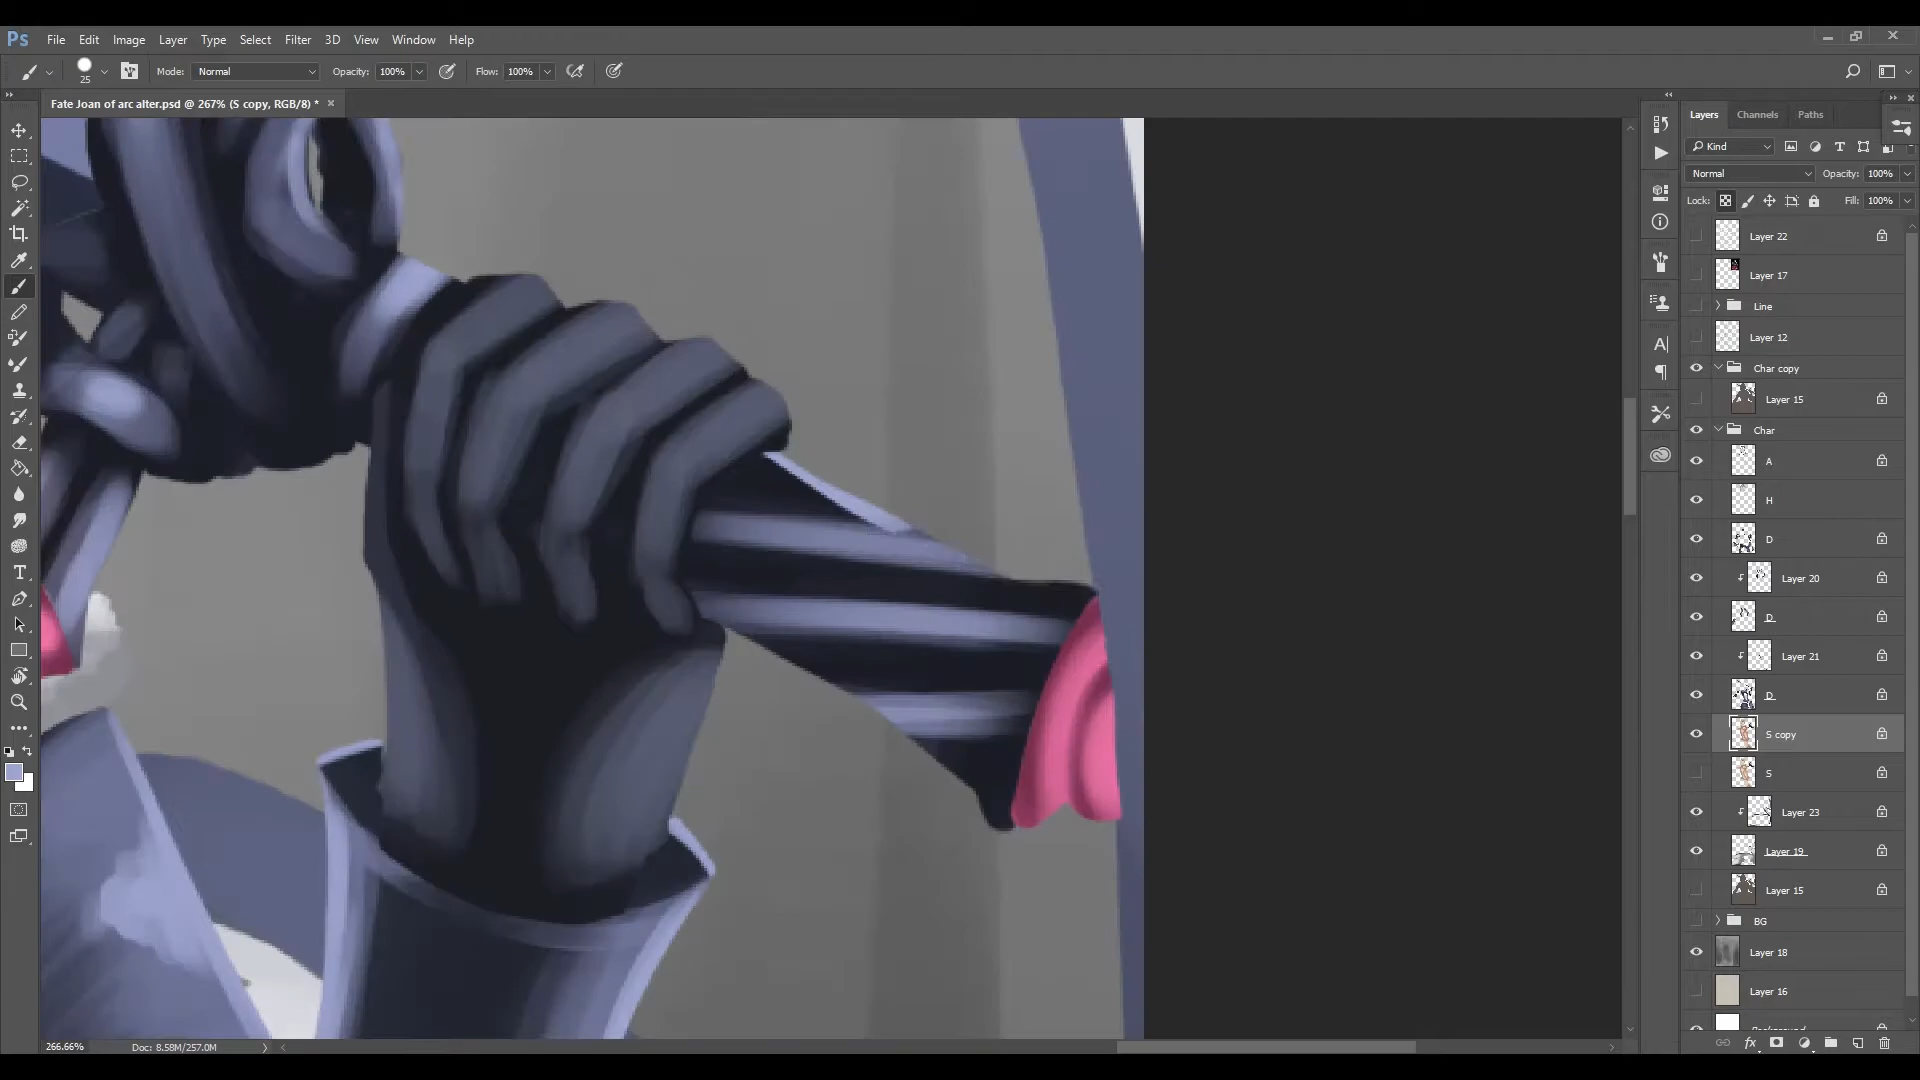 Ps File Edit Image Layer Type Select Filter 3D View Window Help
25 Mode: Normal Opacity: 100% Flow: 100%
Fate Joan of arc alter.psd @ 267% (S copy, RGB/8) * ×
Layers Channels Paths
Kind
Normal Opacity: 100%
Lock: Fill: 100%
Layer 22
Layer 17
Line
Layer 12
Char copy
Layer 15
Char
A
H
D
Layer 20
D
Layer 21
D
S copy
S
Layer 23
Layer 19
Layer 15
BG
Layer 18
Layer 16
Background
266.66% Doc: 8.58M/257.0M